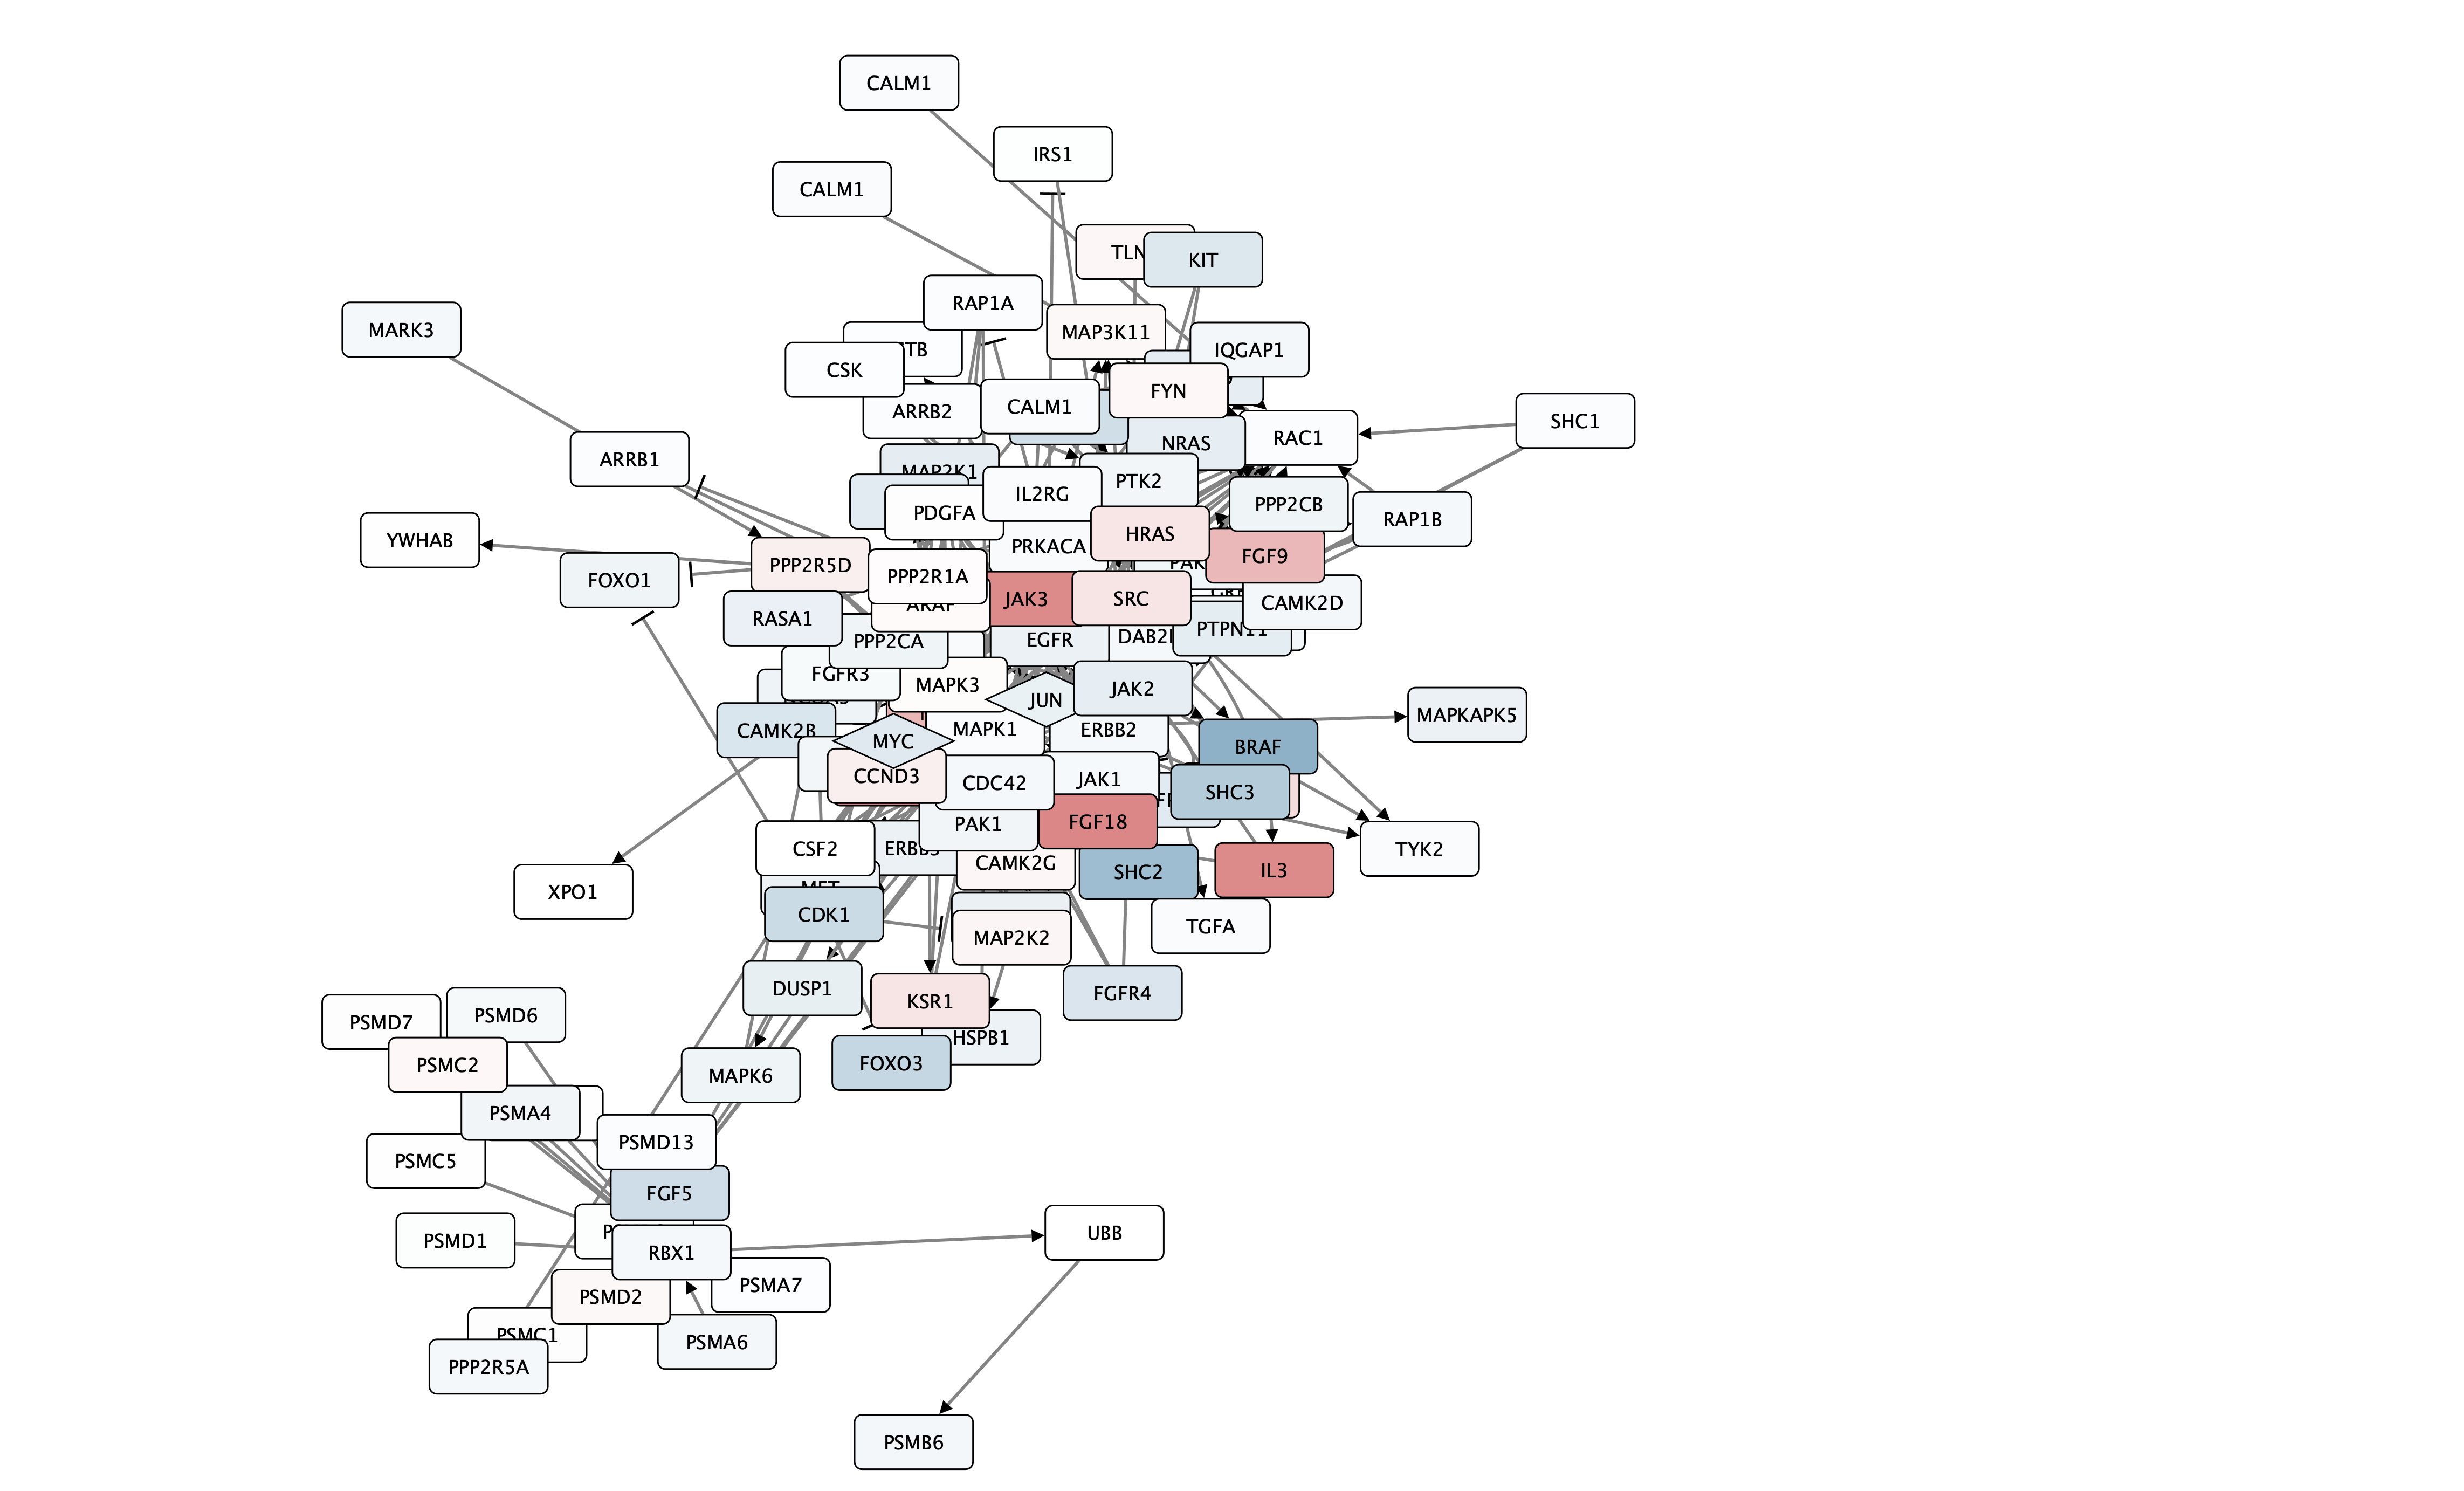 CALM1
IRS1
CALM1
TLN
KIT
RAP1A
MARK3
MAP3K11
TB
IQGAP1
CSK
FYN
CALM1
ARRB2
SHC1
RAC1
NRAS
ARRB1
MAP2K1
PTK2
IL2RG
PPP2CB
PDGFA
RAP1B
HRAS
YWHAB
PRKACA
FGF9
PPP2R5D
PAK
PPP2R1A
FOXO1
JAK3
SRC
CAMK2D
RASA1
PTPN11
EGFR
PPP2CA
FGFR3
MAPK3
JAK2
JUN
MAPKAPK5
CAMK2B
MAPK1
ERBB2
MYC
BRAF
CCND3
JAK1
CDC42
SHC3
FGF18
PAK1
CSF2
ERBB3
TYK2
CAMK2G
IL3
SHC2
MET
XPO1
CDK1
TGFA
MAP2K2
DUSP1
FGFR4
KSR1
PSMD6
PSMD7
HSPB1
FOXO3
PSMC2
MAPK6
PSMA4
PSMD13
PSMC5
FGF5
UBB
PSMD1
RBX1
PSMA7
PSMD2
PSMC1
PSMA6
PPP2R5A
PSMB6